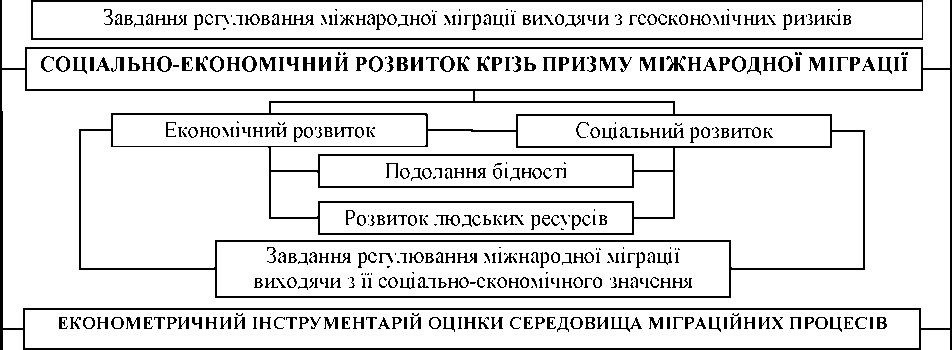 Завдання регулювання міжнародної міграції виходячи з геоекономічних ризиків
СОЦІАЛЬНО-ЕКОНОМІЧНИЙ РОЗВИТОК КРІЗЬ ПРИЗМУ МІЖНАРОДНОЇ МІГРАЦІЇ
Економічний розвиток
Соціальний розвиток
Подолання бідності
Розвиток людських ресурсів
Завдання регулювання міжнародної міграції
виходячи з її соціально-економічного значення
ЕКОНОМЕТРИЧНИЙ ІНСТРУМЕНТАРІЙ ОЦІНКИ СЕРЕДОВИЩА МІГРАЦІЙНИХ ПРОЦЕСІВ